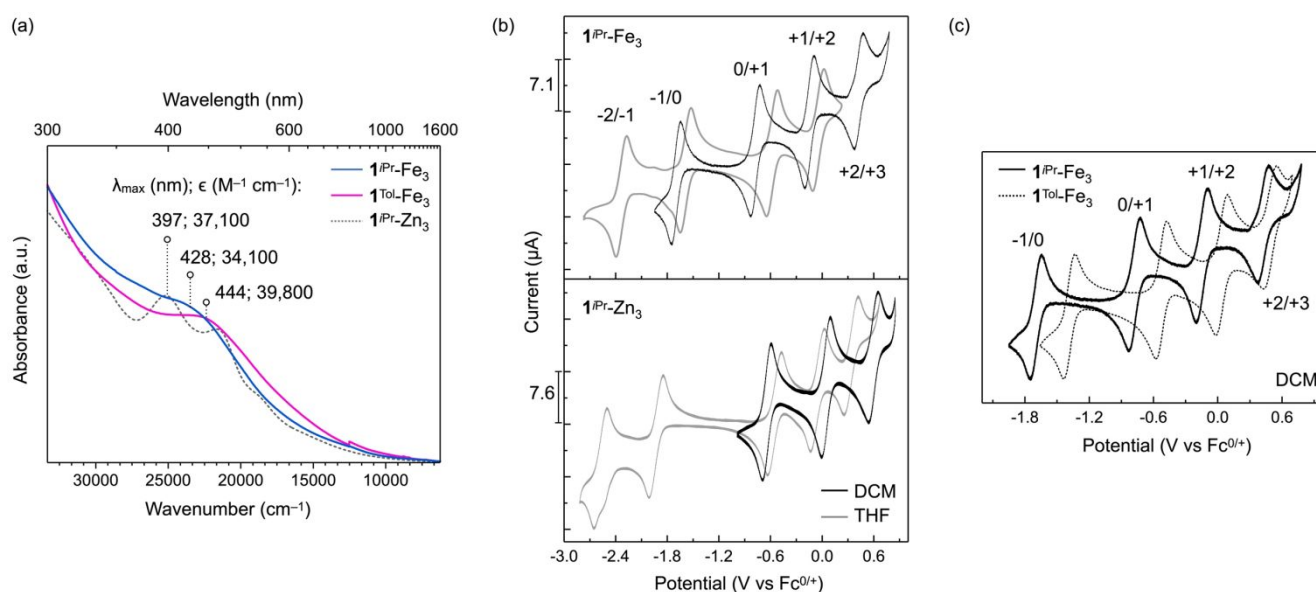 (a)
Wavelength (nm)
300 400 600 1000 1600
λmax (nm); ϵ (M⁻¹ cm⁻¹):
397; 37,100
428; 34,100
444; 39,800
1ⁱᴾʳ-Fe₃
1ᵀᵒˡ-Fe₃
1ⁱᴾʳ-Zn₃
Absorbance (a.u.)
30000 25000 20000 15000 10000
Wavenumber (cm⁻¹)
(b)
1ⁱᴾʳ-Fe₃
+1/+2
0/+1
-1/0
-2/-1
+2/+3
7.1
Current (µA)
1ⁱᴾʳ-Zn₃
7.6
DCM
THF
-3.0 -2.4 -1.8 -1.2 -0.6 0.0 0.6
Potential (V vs Fc⁰/⁺)
(c)
1ⁱᴾʳ-Fe₃
1ᵀᵒˡ-Fe₃
+1/+2
0/+1
-1/0
+2/+3
DCM
-1.8 -1.2 -0.6 0.0 0.6
Potential (V vs Fc⁰/⁺)